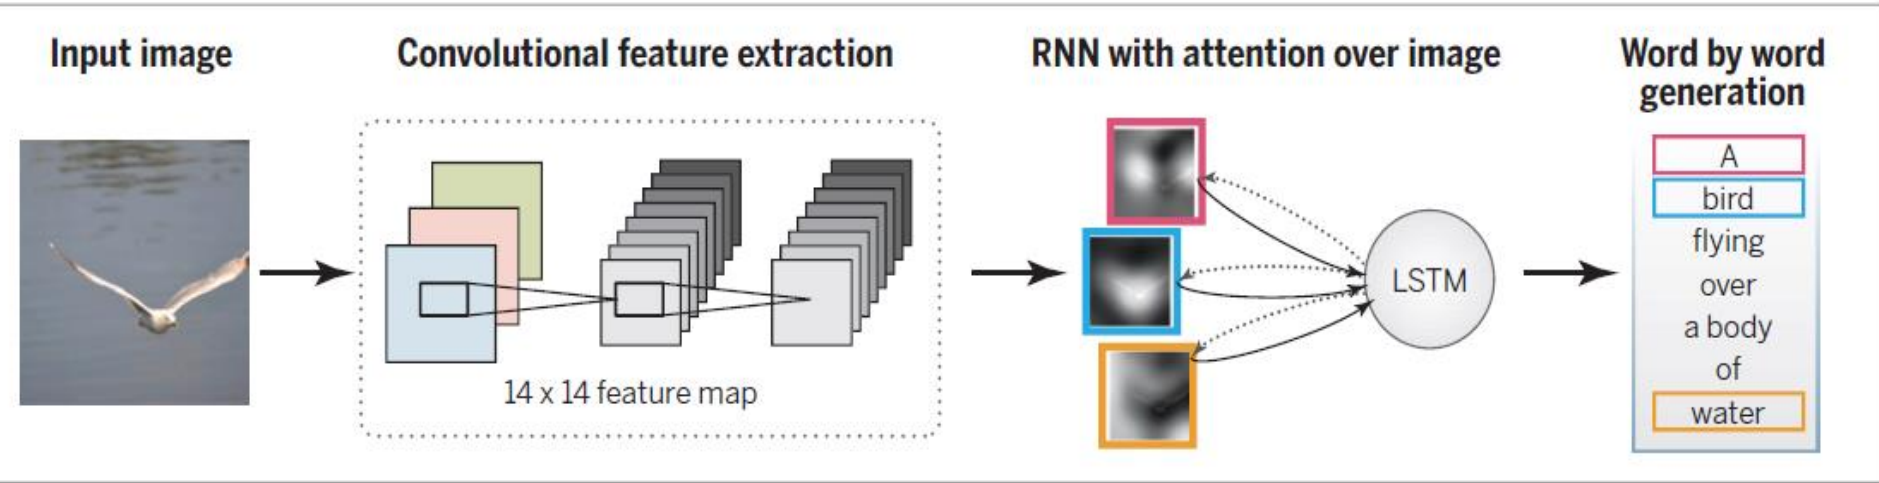 Input image
Convolutional feature extraction
14 x 14 feature map
RNN with attention over image
LSTM
Word by word
generation
A
bird
flying
over
a body
of
water